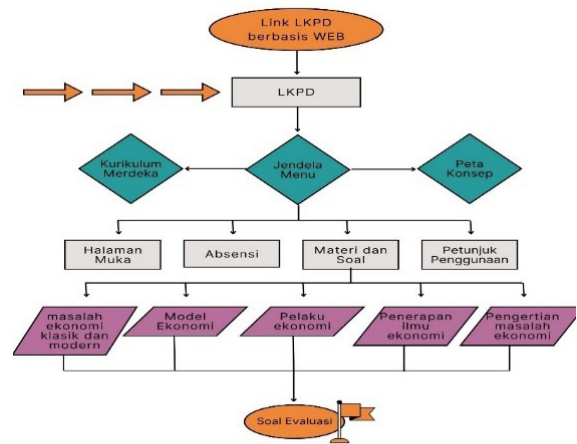 Link LKPD
berbasis WEB
LKPD
Kurikulum
Merdeka
Jendela
Menu
Peta
Konsep
Halaman
Muka
Absensi
Materi dan
Soal
Petunjuk
Penggunaan
masalah
ekonomi
klasik dan
modern
Model
Ekonomi
Pelaku
ekonomi
Penerapan
ilmu
ekonomi
Pengertian
masalah
ekonomi
Soal Evaluasi